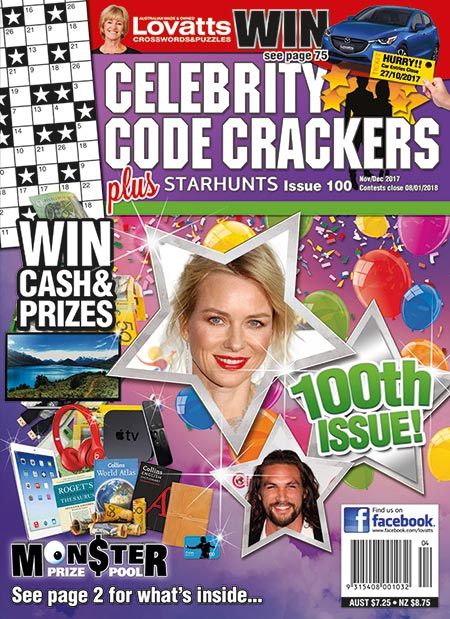 AUSTRALIAN MADE & OWNED
Lovatts
CROSSWORDS&PUZZLES
WIN
see page 75
HURRY!!
Car Entries Close
27/10/2017
CELEBRITY
CODE CRACKERS
plus STARHUNTS Issue 100
Nov/Dec 2017
Contests close 08/01/2018
WIN
CASH&
PRIZES
100th
ISSUE!
tv
Collins
World Atlas
Collins
ENGLISH
DICTIONARY
ROGET'S
THESAURUS
MON$TER
PRIZE POOL
See page 2 for what's inside...
Find us on
facebook.
www.facebook.com/lovatts
04
9 315408 001032
AUST $7.25 • NZ $8.75